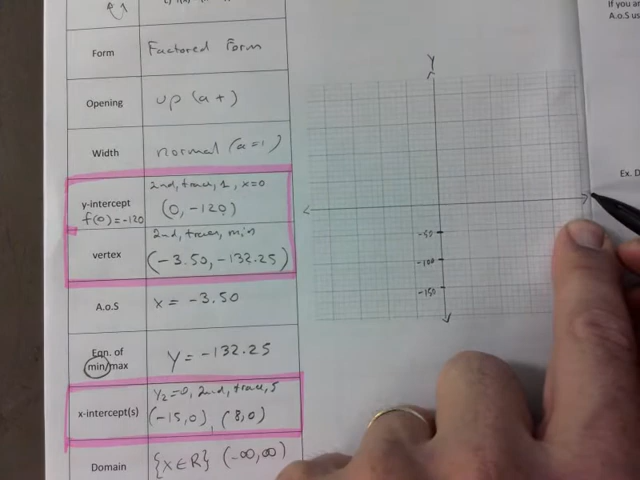 Form
Factored Form
Opening
up (a+)
Width
normal (a=1)
y-intercept
f(0) = -120
2nd, trace, 1, x=0
(0, -120)
vertex
2nd, trace, min
(-3.50, -132.25)
A.o.S
x = -3.50
Eqn. of
min/max
y = -132.25
x-intercept(s)
Y₂=0, 2nd, trace, 5
(-15,0), (8,0)
Domain
{x∈R} (-∞,∞)
Y
-50
-100
-150
If you ar
A.o.S us
Ex. D